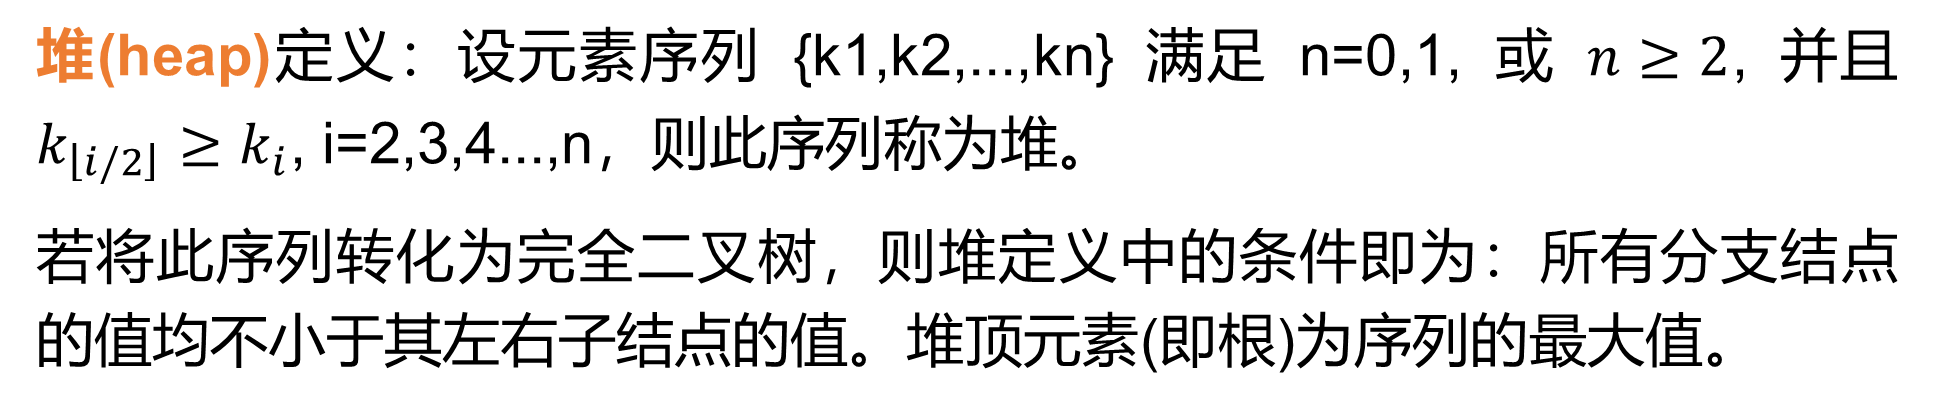 堆(heap)定义：设元素序列 {k1,k2,...,kn} 满足 n=0,1, 或 n ≥ 2, 并且
k⌊i/2⌋ ≥ ki, i=2,3,4...,n，则此序列称为堆。
若将此序列转化为完全二叉树，则堆定义中的条件即为：所有分支结点
的值均不小于其左右子结点的值。堆顶元素(即根)为序列的最大值。